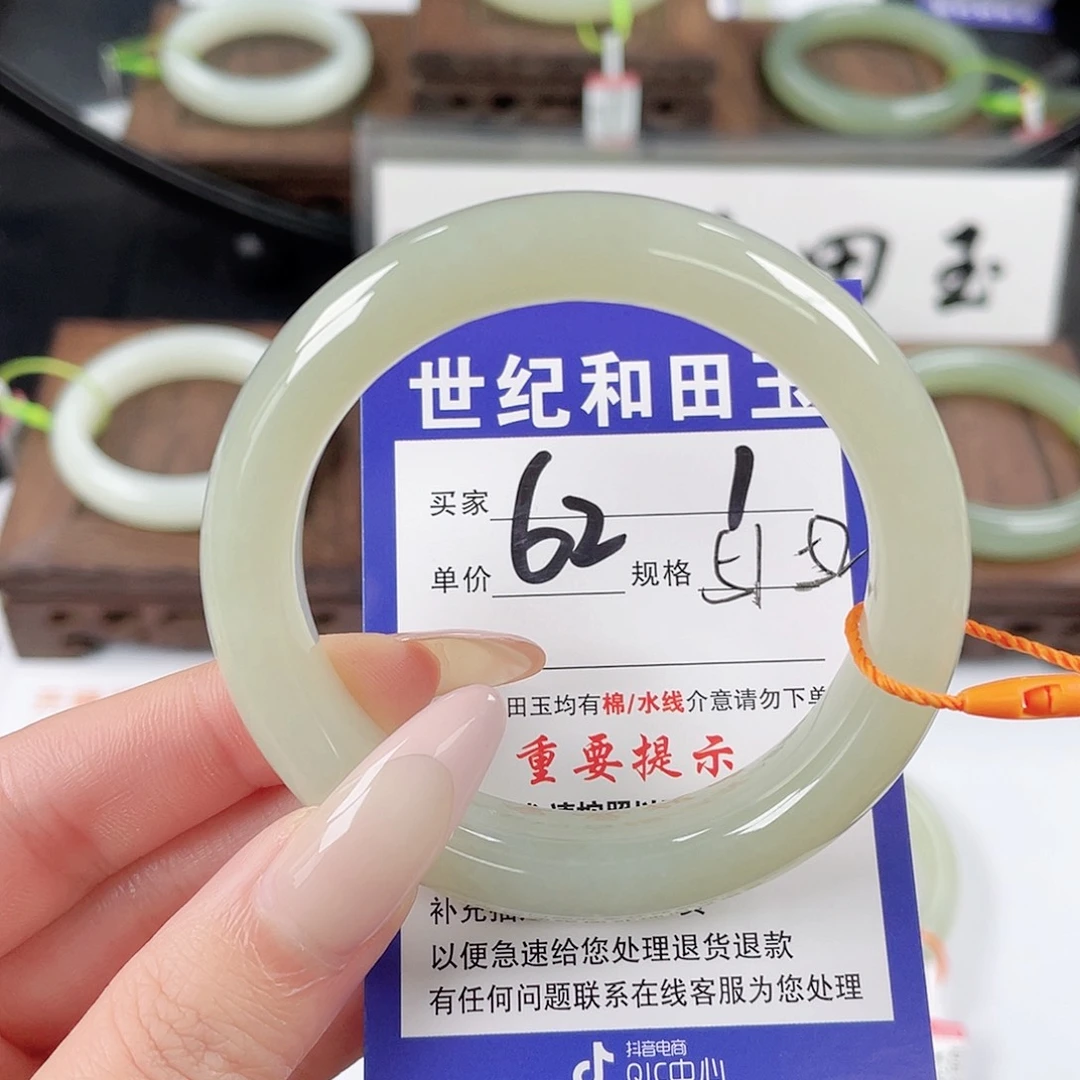 田玉
世纪和田玉
买家 62 1
单价 规格
田玉均有棉/水线介意请勿下单
重要提示
以便急速给您处理退货退款
有任何问题联系在线客服为您处理
抖音电商
QIC中心